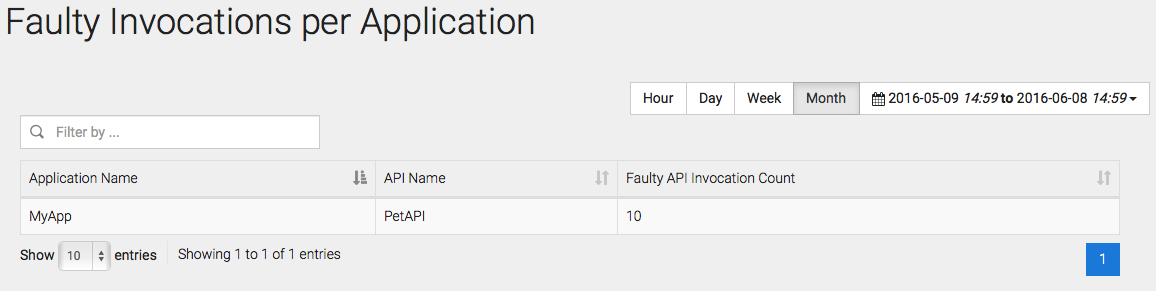 Faulty Invocations per Application
Hour Day Week Month 2016-05-09 14:59 to 2016-06-08 14:59
Filter by ...
Application Name API Name Faulty API Invocation Count
MyApp PetAPI 10
Show 10 entries Showing 1 to 1 of 1 entries 1